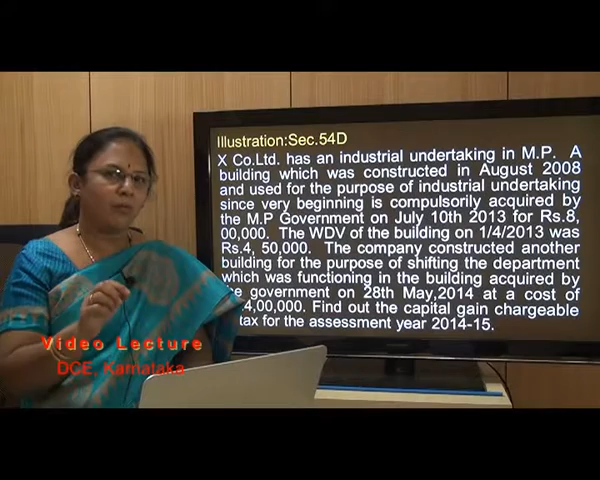 Illustration:Sec.54D
X Co.Ltd. has an industrial undertaking in M.P. A
building which was constructed in August 2008
and used for the purpose of industrial undertaking
since very beginning is compulsorily acquired by
the M.P Government on July 10th 2013 for Rs.8,
00,000. The WDV of the building on 1/4/2013 was
Rs.4, 50,000. The company constructed another
building for the purpose of shifting the department
which was functioning in the building acquired by
government on 28th May,2014 at a cost of
4,00,000. Find out the capital gain chargeable
tax for the assessment year 2014-15.
Video Lecture
DCE, Karnataka